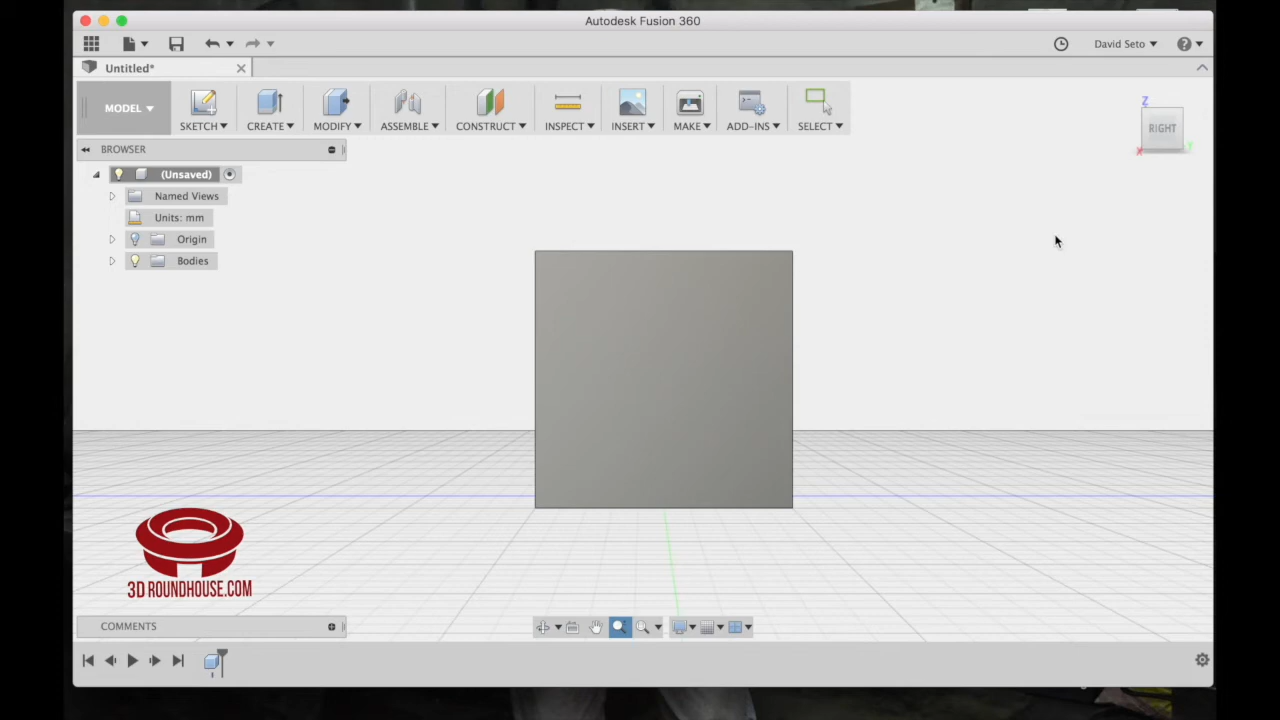 Autodesk Fusion 360
David Seto
Untitled*
MODEL
SKETCH
CREATE
MODIFY
ASSEMBLE
CONSTRUCT
INSPECT
INSERT
MAKE
ADD-INS
SELECT
Z
RIGHT
X
Y
BROWSER
(Unsaved)
Named Views
Units: mm
Origin
Bodies
3D ROUNDHOUSE.COM
COMMENTS